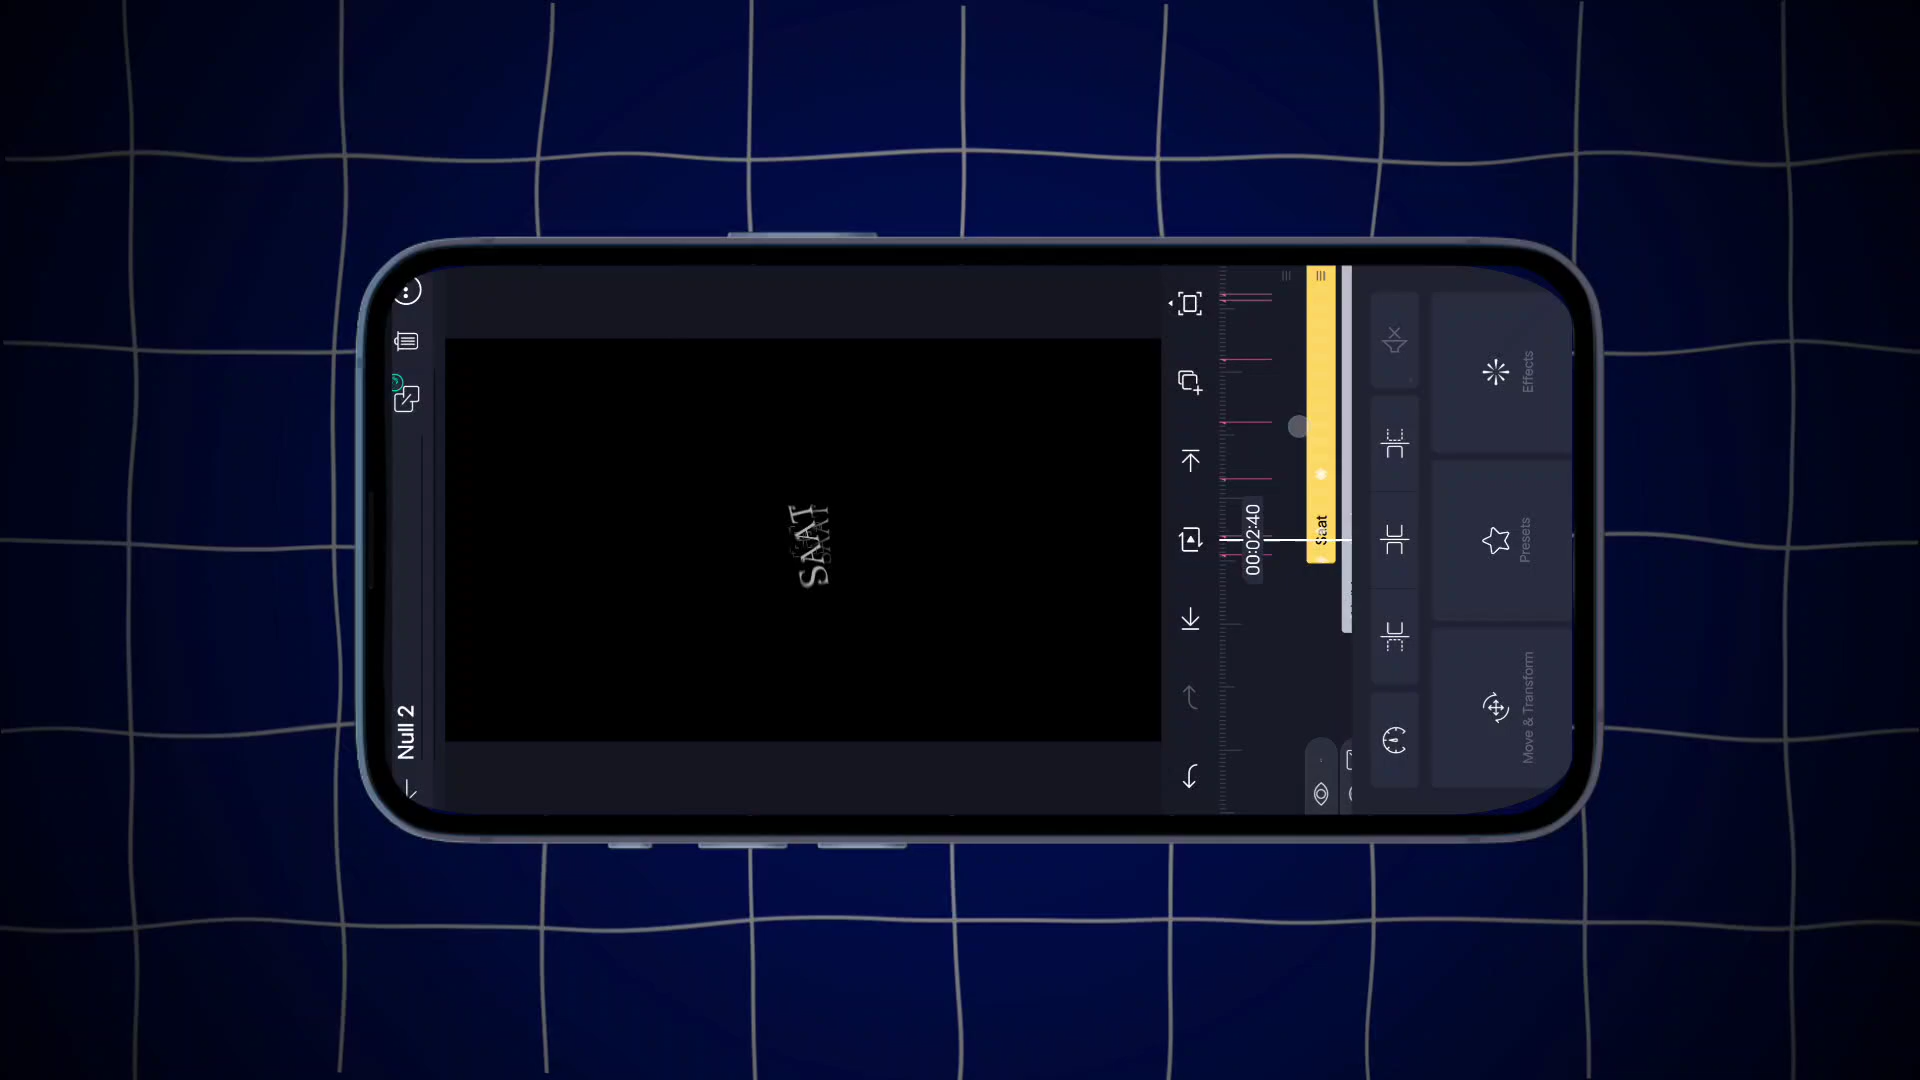 Null 2
SAAT
00:02:40
Saat
Move & Transform
Presets
Effects